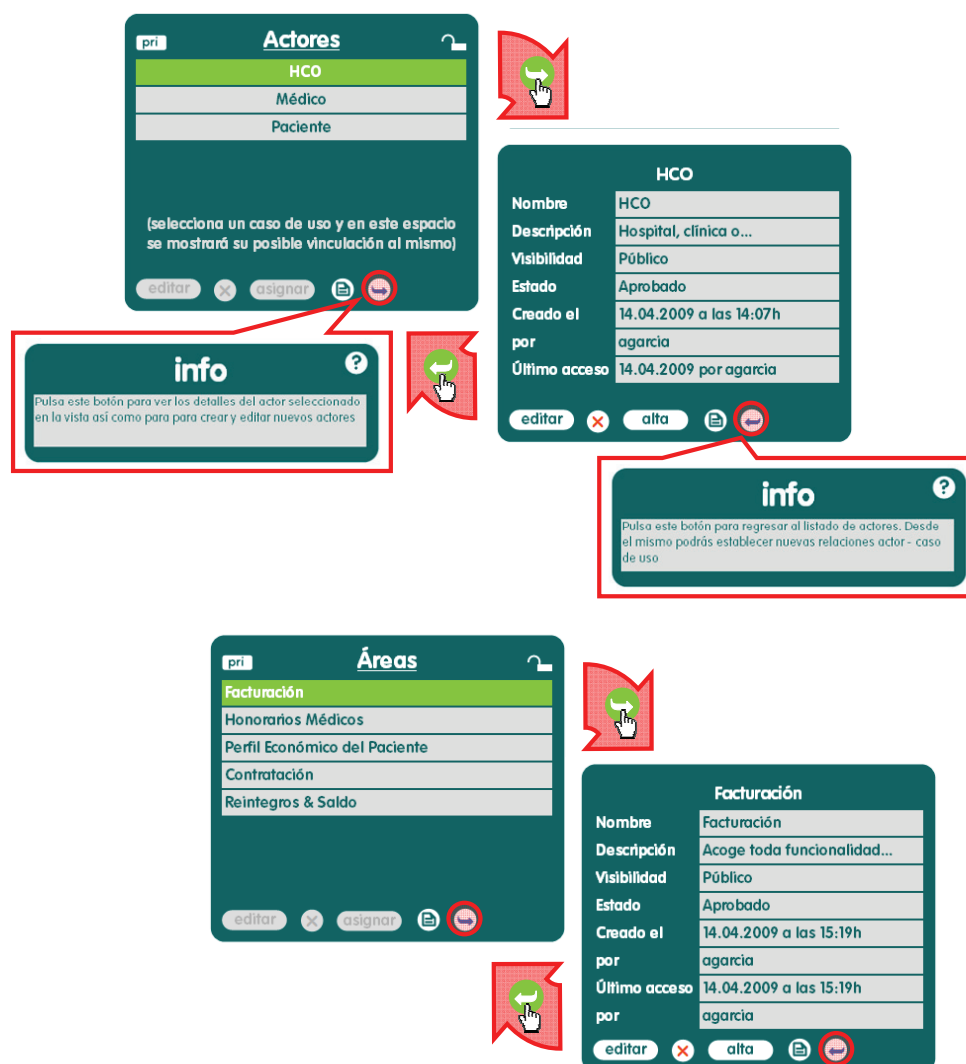 pri
Actores
HCO
Médico
Paciente
(selecciona un caso de uso y en este espacio
se mostrará su posible vinculación al mismo)
editar
asignar
info
?
Pulsa este botón para ver los detalles del actor seleccionado
en la vista así como para para crear y editar nuevos actores
HCO
Nombre HCO
Descripción Hospital, clínica o...
Visibilidad Público
Estado Aprobado
Creado el 14.04.2009 a las 14:07h
por agarcia
Último acceso 14.04.2009 por agarcia
editar
alta
info
?
Pulsa este botón para regresar al listado de actores. Desde
el mismo podrás establecer nuevas relaciones actor - caso
de uso
pri
Áreas
Facturación
Honorarios Médicos
Perfil Económico del Paciente
Contratación
Reintegros & Saldo
editar
asignar
Facturación
Nombre Facturación
Descripción Acoge toda funcionalidad...
Visibilidad Público
Estado Aprobado
Creado el 14.04.2009 a las 15:19h
por agarcia
Último acceso 14.04.2009 a las 15:19h
por agarcia
editar
alta